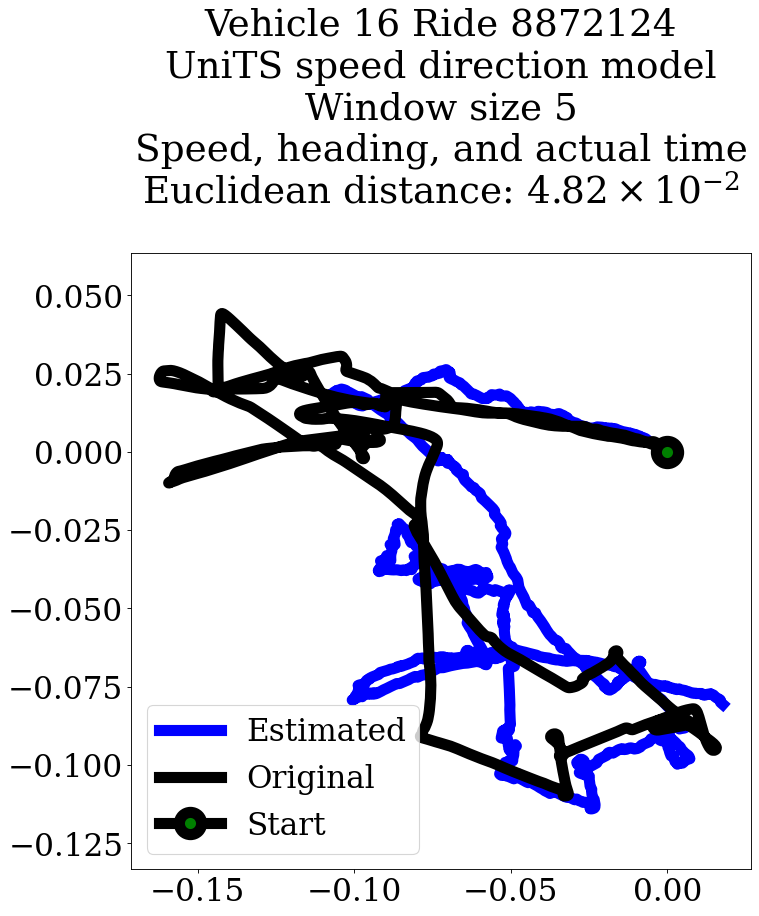 Vehicle 16 Ride 8872124
UniTS speed direction model
Window size 5
Speed, heading, and actual time
Euclidean distance: 4.82 × 10⁻²
0.050
0.025
0.000
−0.025
−0.050
−0.075
−0.100
−0.125
Estimated
Original
Start
−0.15
−0.10
−0.05
0.00